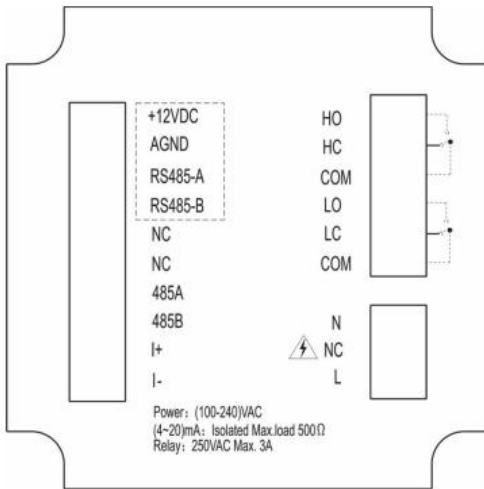 +12VDC
AGND
RS485-A
RS485-B
NC
NC
485A
485B
I+
I-
HO
HC
COM
LO
LC
COM
N
NC
L
Power: (100-240)VAC
(4~20)mA: Isolated Max.load 500Ω
Relay: 250VAC Max. 3A